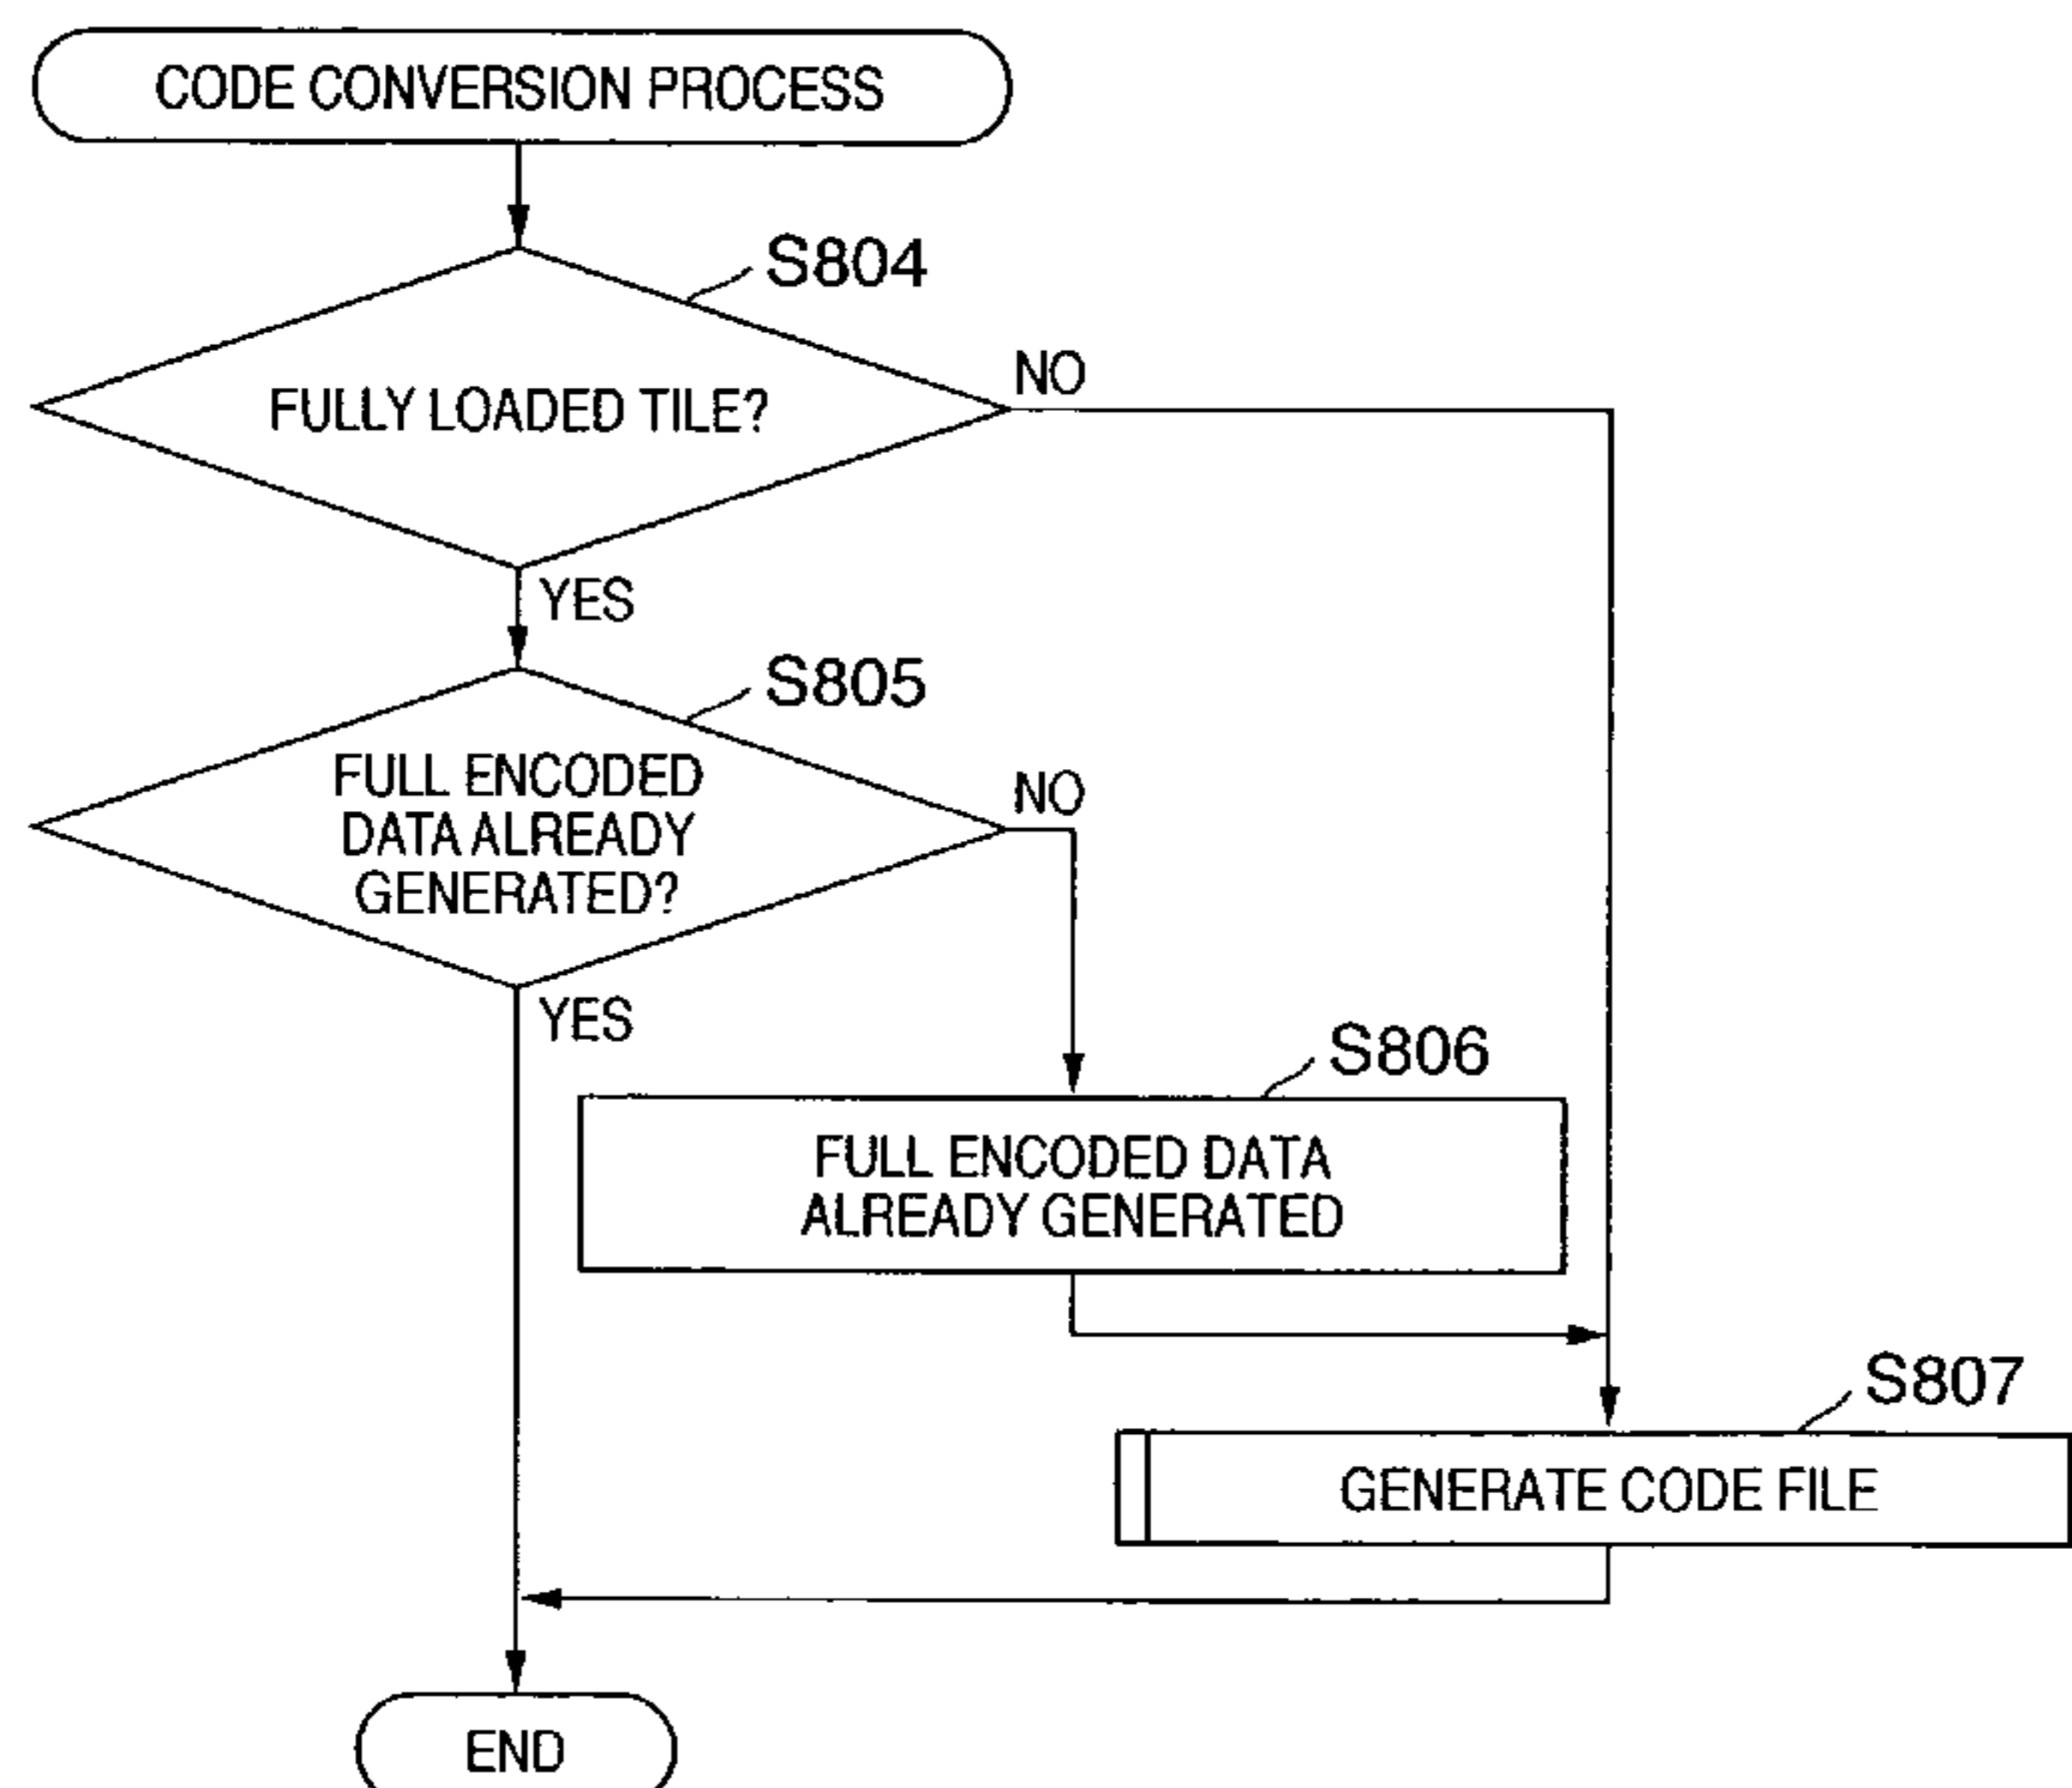 CODE CONVERSION PROCESS
S804
FULLY LOADED TILE?
NO
YES
S805
FULL ENCODED
DATA ALREADY
GENERATED?
NO
YES
S806
FULL ENCODED DATA
ALREADY GENERATED
S807
GENERATE CODE FILE
END